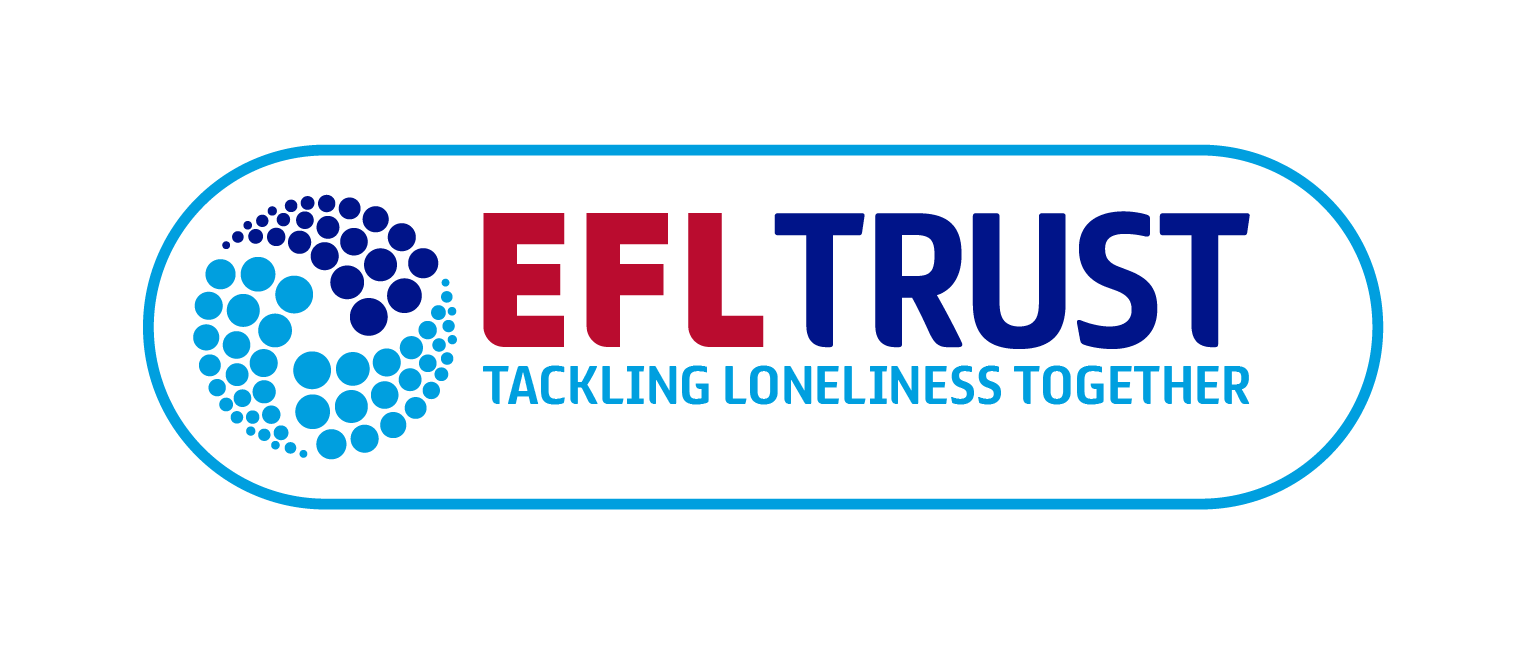 EFL TRUST
TACKLING LONELINESS TOGETHER